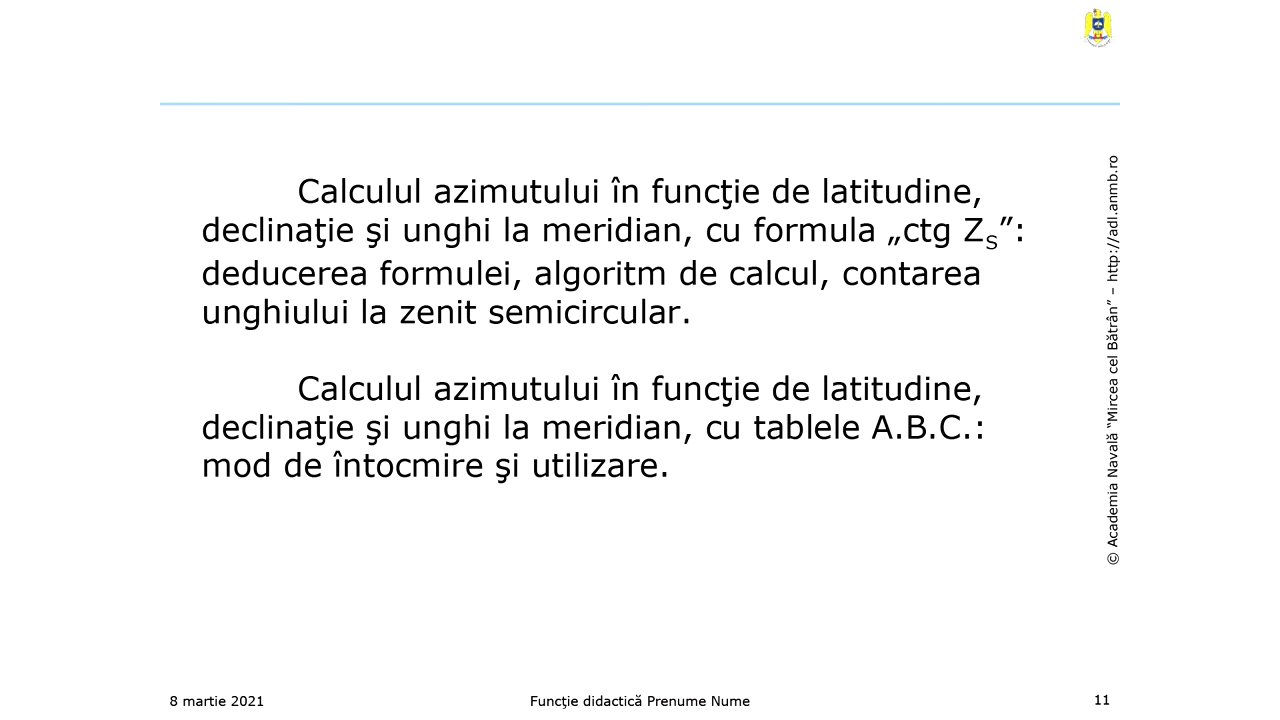 Calculul azimutului în funcţie de latitudine,
declinaţie şi unghi la meridian, cu formula „ctg ZS”:
deducerea formulei, algoritm de calcul, contarea
unghiului la zenit semicircular.
Calculul azimutului în funcţie de latitudine,
declinaţie şi unghi la meridian, cu tablele A.B.C.:
mod de întocmire şi utilizare.
© Academia Navală “Mircea cel Bătrân” – http://adl.anmb.ro
8 martie 2021
Funcţie didactică Prenume Nume
11